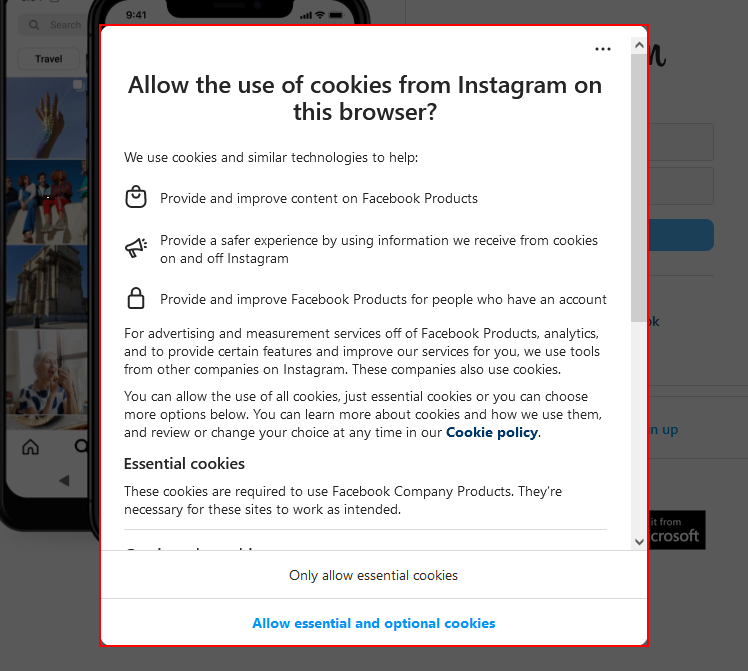 9:41
Search
Travel
Allow the use of cookies from Instagram on
this browser?
We use cookies and similar technologies to help:
Provide and improve content on Facebook Products
Provide a safer experience by using information we receive from cookies
on and off Instagram
Provide and improve Facebook Products for people who have an account
For advertising and measurement services off of Facebook Products, analytics,
and to provide certain features and improve our services for you, we use tools
from other companies on Instagram. These companies also use cookies.
You can allow the use of all cookies, just essential cookies or you can choose
more options below. You can learn more about cookies and how we use them,
and review or change your choice at any time in our Cookie policy.
Essential cookies
These cookies are required to use Facebook Company Products. They're
necessary for these sites to work as intended.
Only allow essential cookies
Allow essential and optional cookies
n up
it from
crosoft